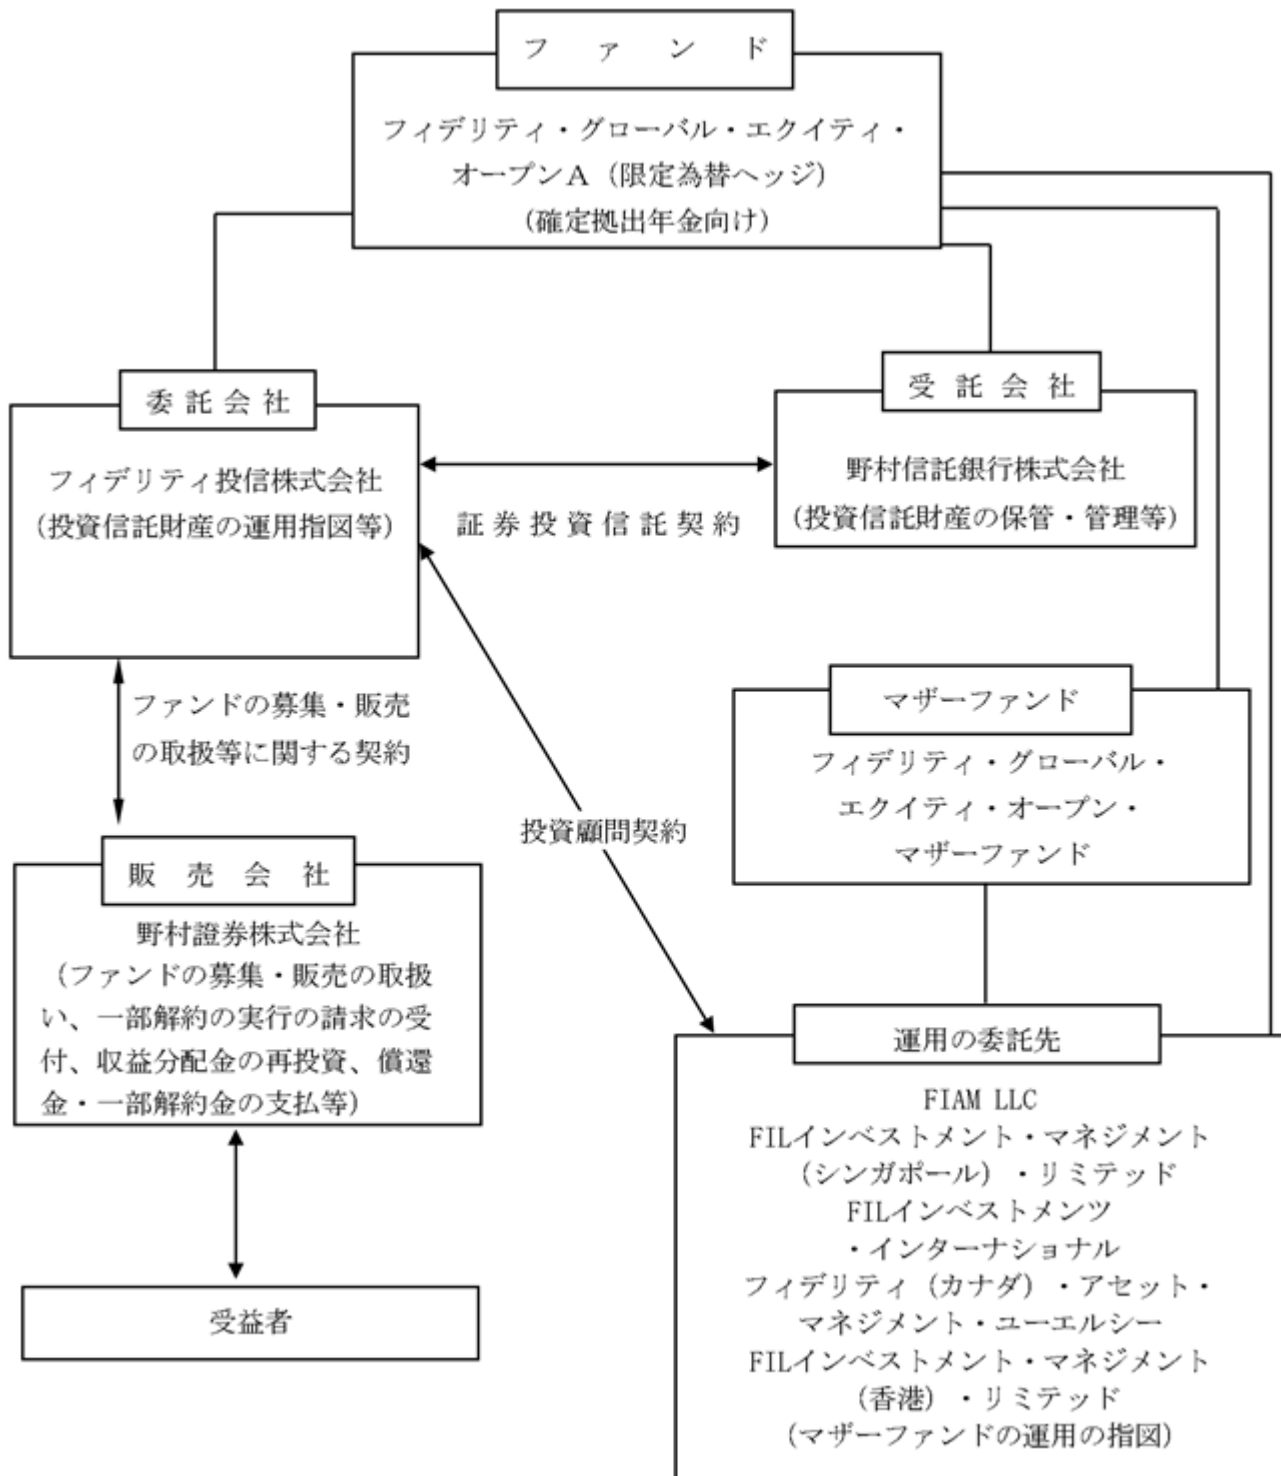 ファンド
フィデリティ・グローバル・エクイティ・
オープンA（限定為替ヘッジ）
（確定拠出年金向け）
委託会社
フィデリティ投信株式会社
（投資信託財産の運用指図等）
証券投資信託契約
受託会社
野村信託銀行株式会社
（投資信託財産の保管・管理等）
ファンドの募集・販売
の取扱等に関する契約
投資顧問契約
マザーファンド
フィデリティ・グローバル・
エクイティ・オープン・
マザーファンド
販売会社
野村證券株式会社
（ファンドの募集・販売の取扱
い、一部解約の実行の請求の受
付、収益分配金の再投資、償還
金・一部解約金の支払等）
受益者
運用の委託先
FIAM LLC
FILインベストメント・マネジメント
（シンガポール）・リミテッド
FILインベストメンツ
・インターナショナル
フィデリティ（カナダ）・アセット・
マネジメント・ユーエルシー
FILインベストメント・マネジメント
（香港）・リミテッド
（マザーファンドの運用の指図）